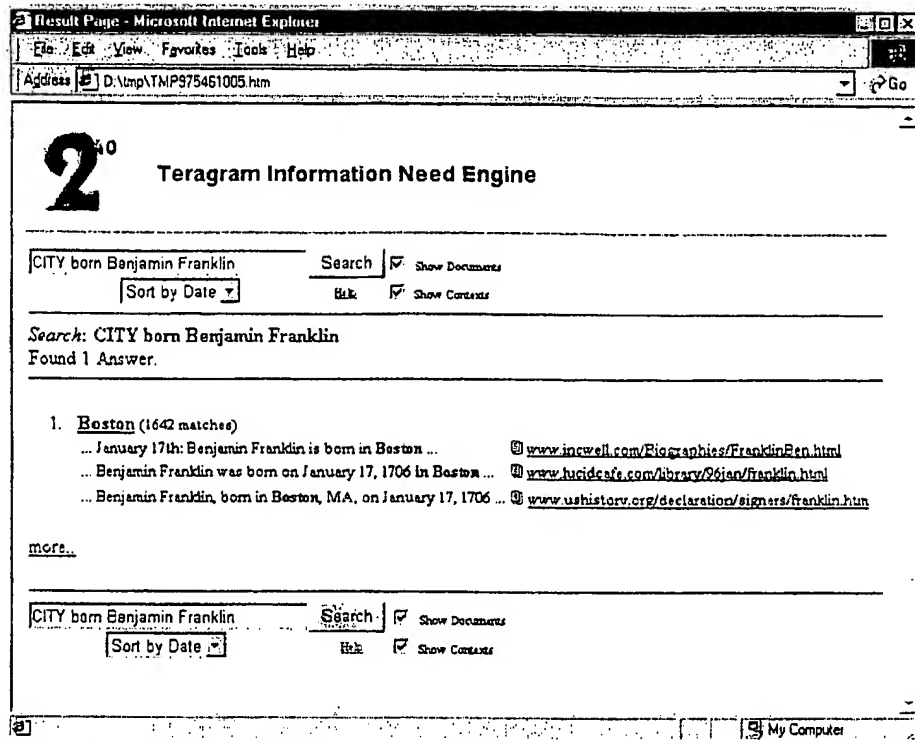 Result Page - Microsoft Internet Explorer
File Edit View Favorites Tools Help
Address D:\tmp\TMP975461005.htm Go
2
Teragram Information Need Engine
CITY born Benjamin Franklin Search Show Documents
Sort by Date Help Show Contexts
Search: CITY born Benjamin Franklin
Found 1 Answer.
1. Boston (1642 matches)
... January 17th: Benjamin Franklin is born in Boston ... www.incwell.com/Biographies/FranklinBen.html
... Benjamin Franklin was born on January 17, 1706 in Boston ... www.lucidcafe.com/library/96jan/franklin.html
... Benjamin Franklin, born in Boston, MA, on January 17, 1706 ... www.ushistory.org/declaration/signers/franklin.htm
more..
CITY born Benjamin Franklin Search Show Documents
Sort by Date Help Show Contexts
My Computer